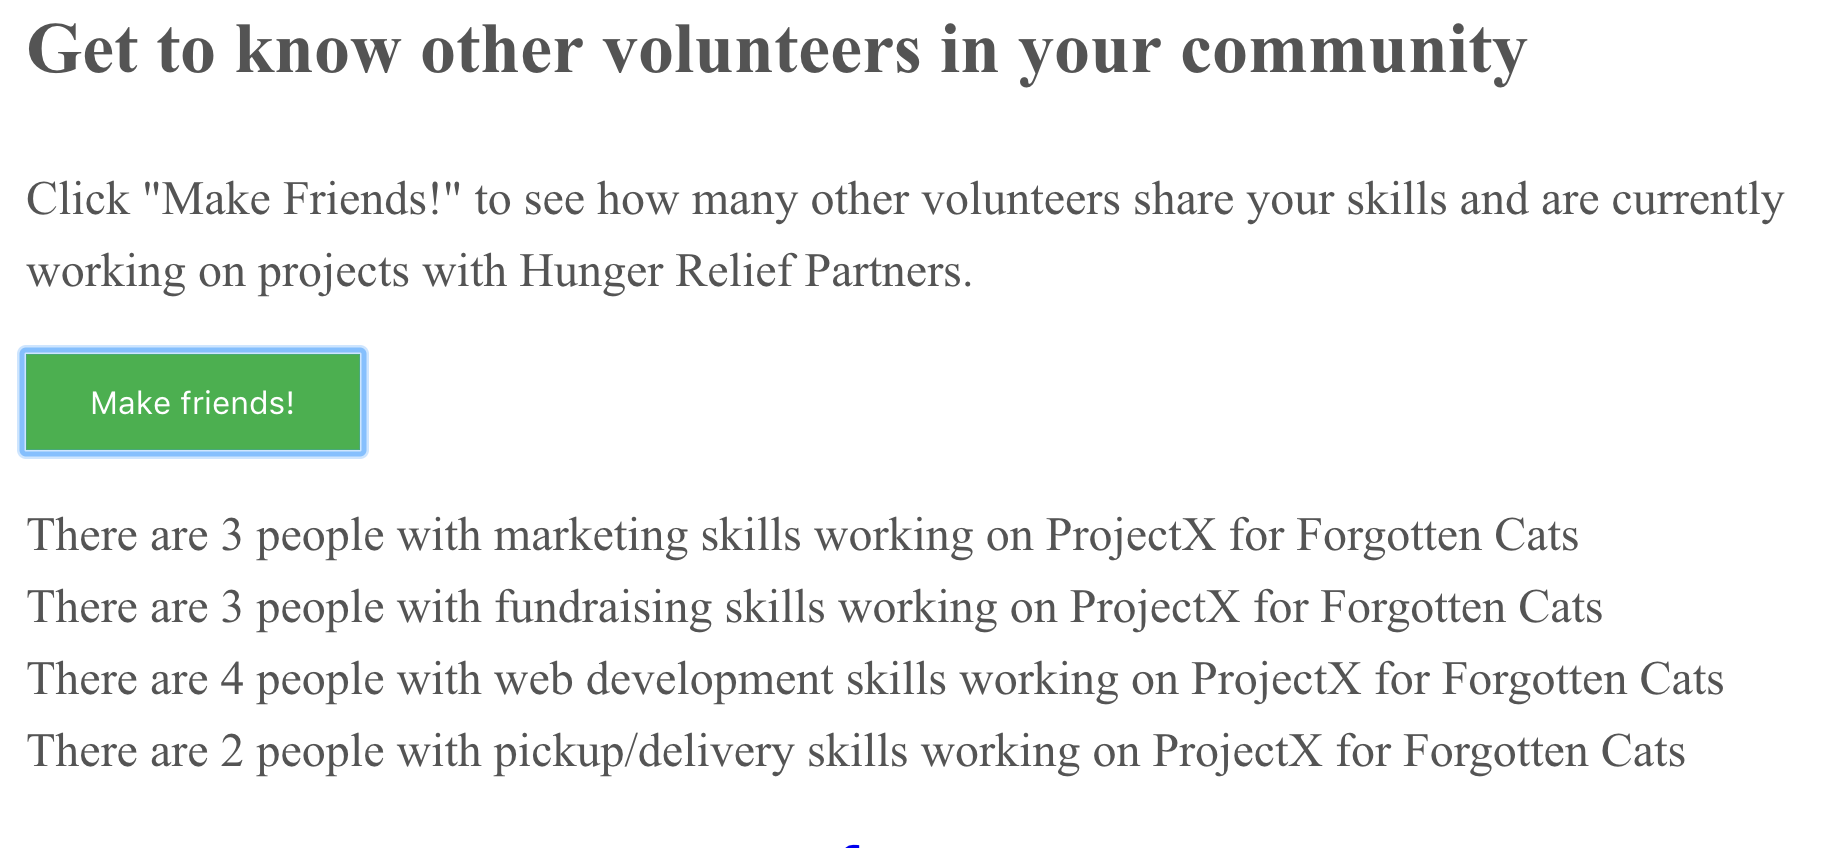 Get to know other volunteers in your community
Click "Make Friends!" to see how many other volunteers share your skills and are currently
working on projects with Hunger Relief Partners.
Make friends!
There are 3 people with marketing skills working on ProjectX for Forgotten Cats
There are 3 people with fundraising skills working on ProjectX for Forgotten Cats
There are 4 people with web development skills working on ProjectX for Forgotten Cats
There are 2 people with pickup/delivery skills working on ProjectX for Forgotten Cats